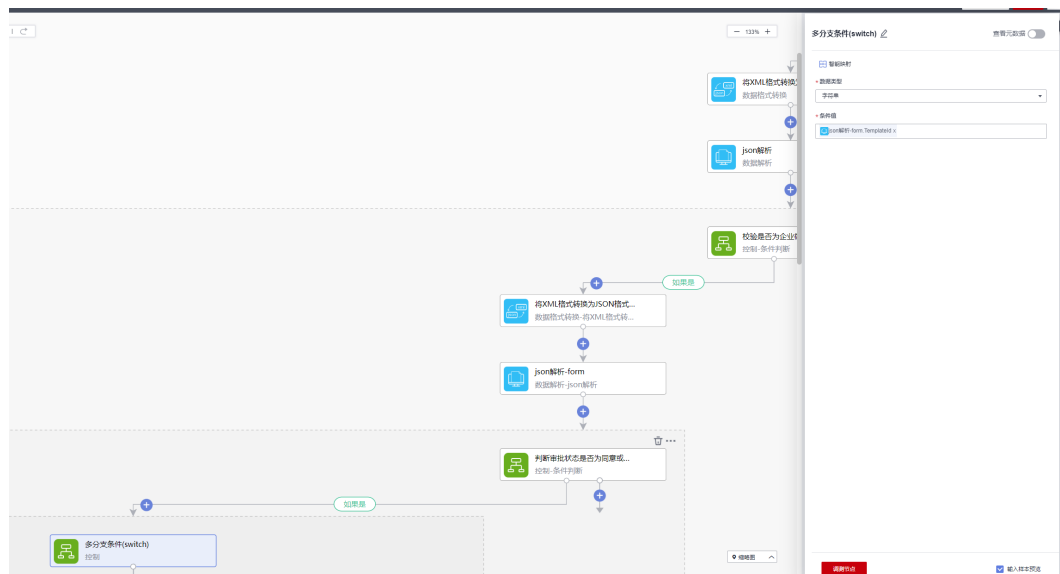 133%
多分支条件(switch)
查看元数据
智能映射
* 数据类型
字符串
* 条件值
json解析-form.TemplateId ×
将XML格式转换为
数据格式转换
json解析
数据解析
校验是否为企业
控制-条件判断
如果是
将XML格式转换为JSON格式...
数据格式转换-将XML格式转...
json解析-form
数据解析-json解析
判断审批状态是否为同意或...
控制-条件判断
如果是
多分支条件(switch)
控制
缩略图
调测节点
输入样本预览